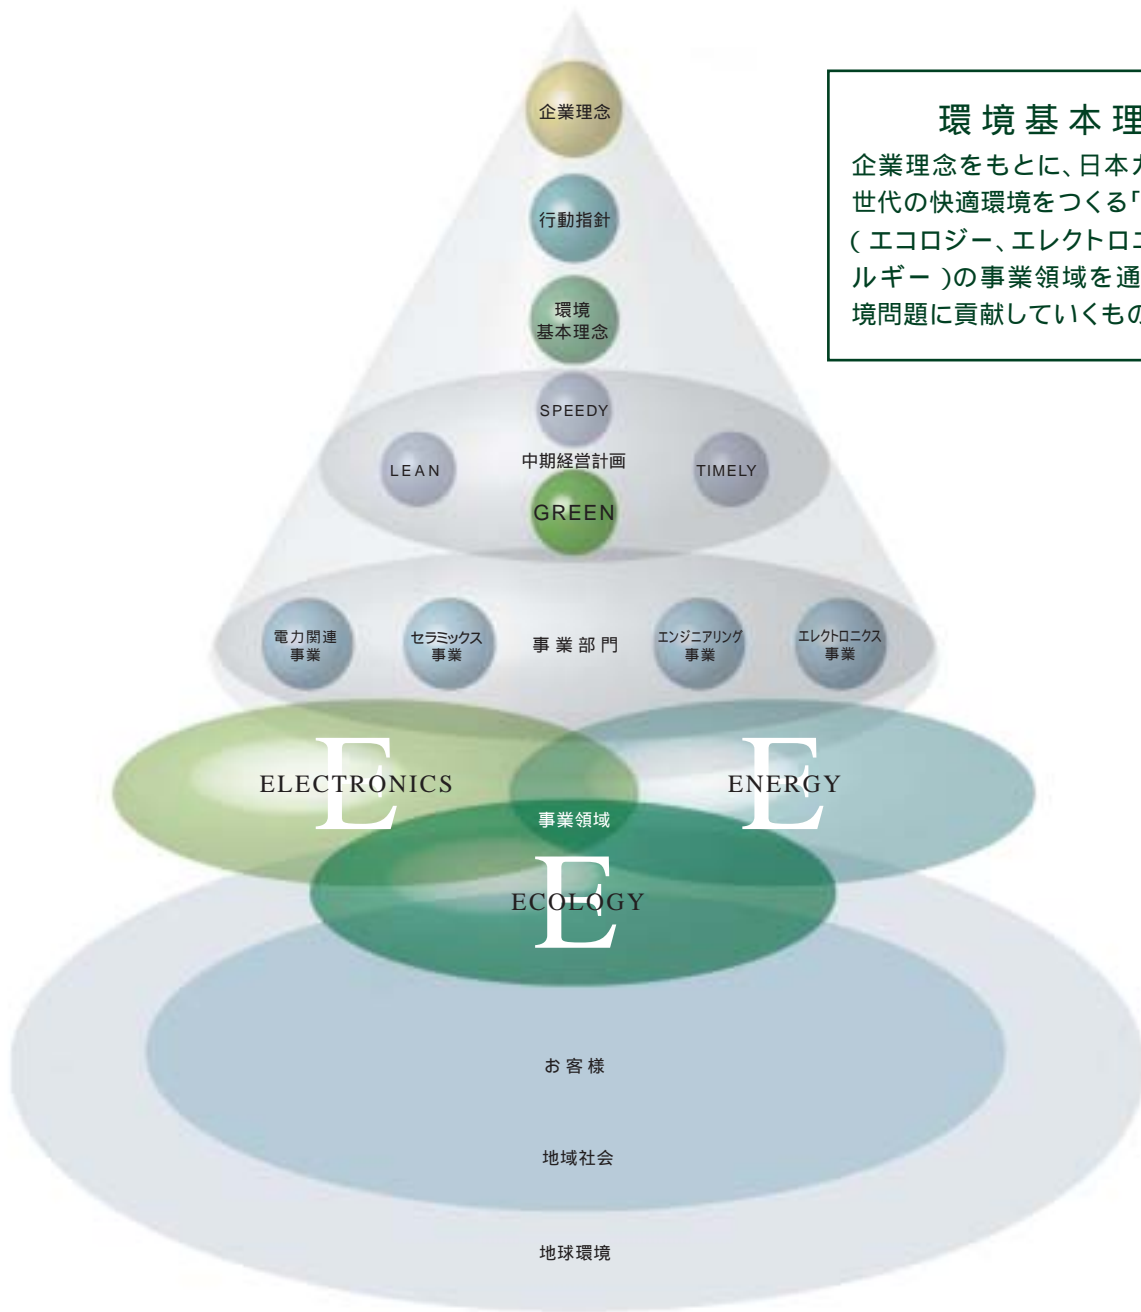 企業理念
行動指針
環境
基本理念
SPEEDY
LEAN
中期経営計画
TIMELY
GREEN
電力関連
事業
セラミックス
事業
事業部門
エンジニアリング
事業
エレクトロニクス
事業
E
ELECTRONICS
E
ENERGY
事業領域
E
ECOLOGY
お客様
地域社会
地球環境
環境基本理
企業理念をもとに、日本ガ
世代の快適環境をつくる「
(エコロジー、エレクトロニ
ルギー)の事業領域を通
境問題に貢献していくもの